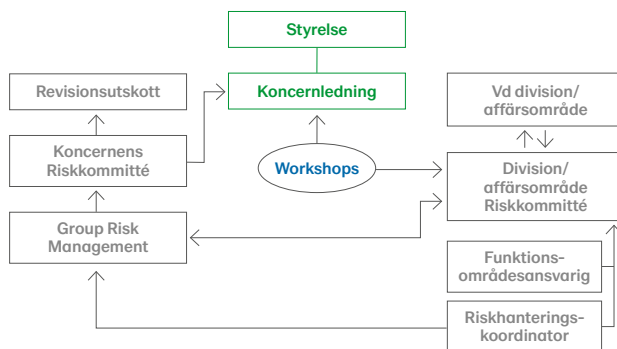 Styrelse
Koncernledning
Revisionsutskott
Koncernens
Riskkommitté
Group Risk
Management
Workshops
Vd division/
affärsområde
Division/
affärsområde
Riskkommitté
Funktions-
områdesansvarig
Riskhanterings-
koordinator